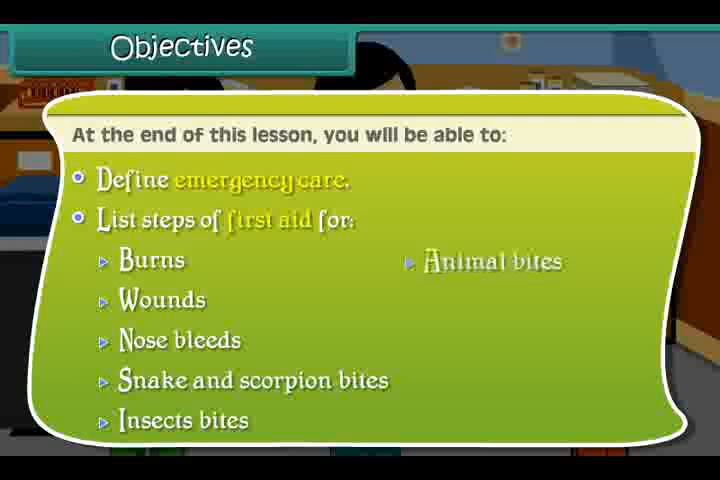 Objectives
At the end of this lesson, you will be able to:
Define emergency care.
List steps of first aid for:
Burns
Wounds
Nose bleeds
Snake and scorpion bites
Insects bites
Animal bites